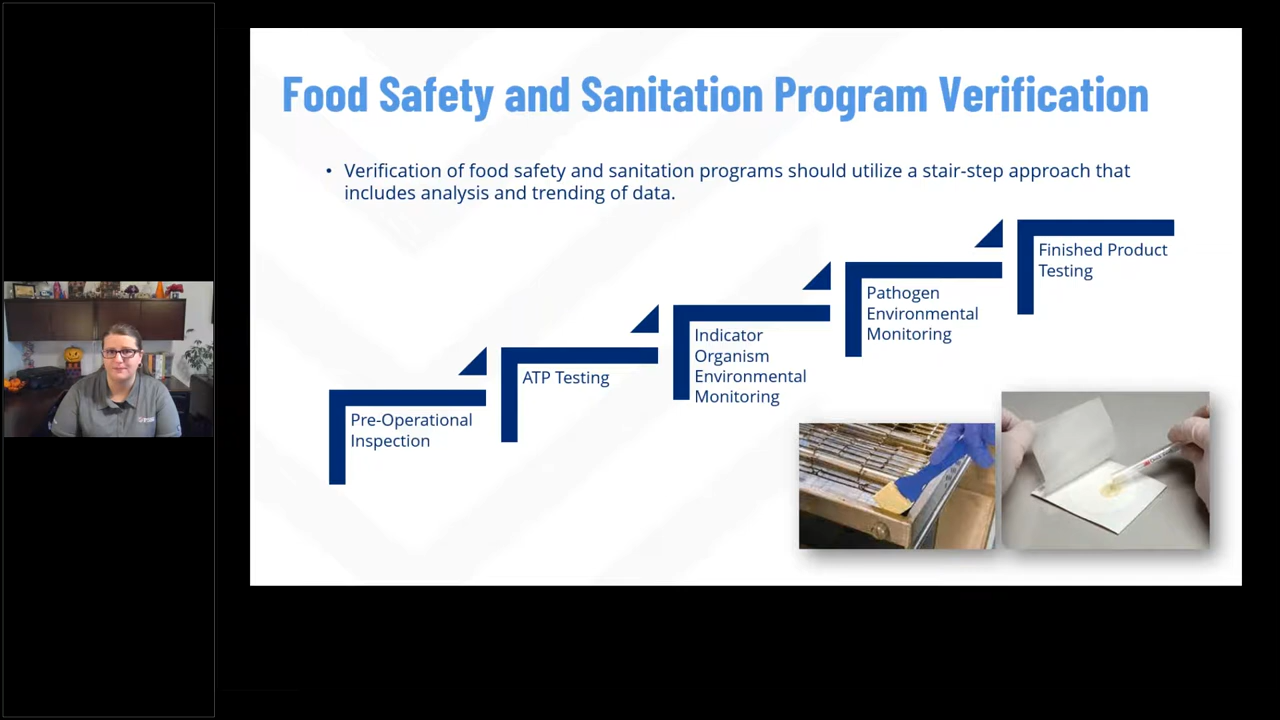 Food Safety and Sanitation Program Verification
• Verification of food safety and sanitation programs should utilize a stair-step approach that
includes analysis and trending of data.
Pre-Operational
Inspection
ATP Testing
Indicator
Organism
Environmental
Monitoring
Pathogen
Environmental
Monitoring
Finished Product
Testing